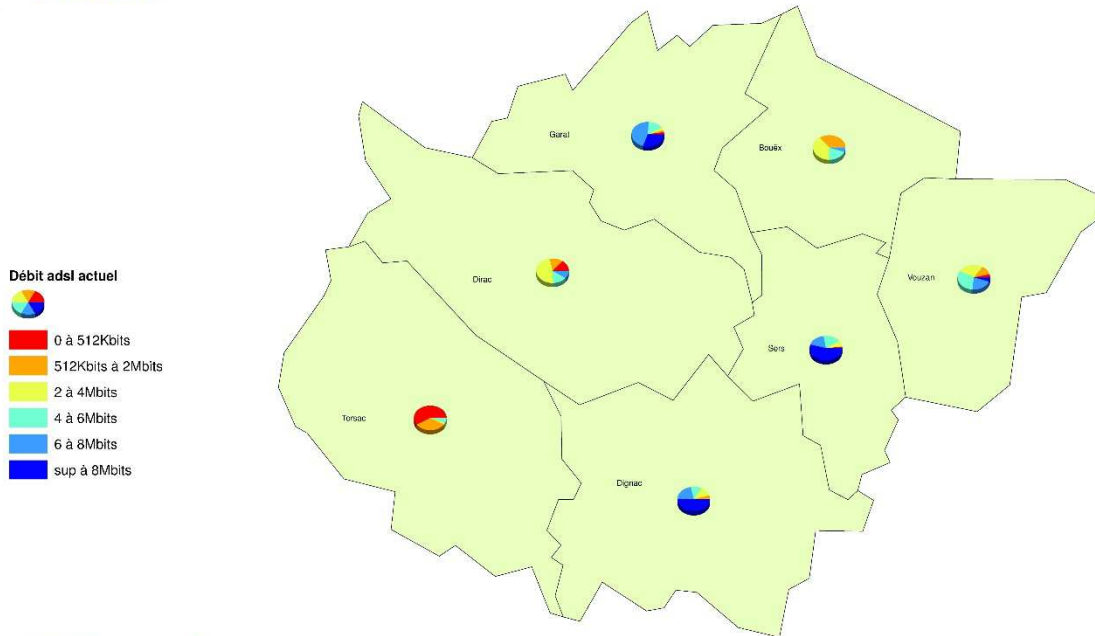 Garat
Bouëx
Dirac
Vouzan
Débit adsl actuel
0 à 512Kbits
512Kbits à 2Mbits
2 à 4Mbits
4 à 6Mbits
6 à 8Mbits
sup à 8Mbits
Sers
Torsac
Dignac